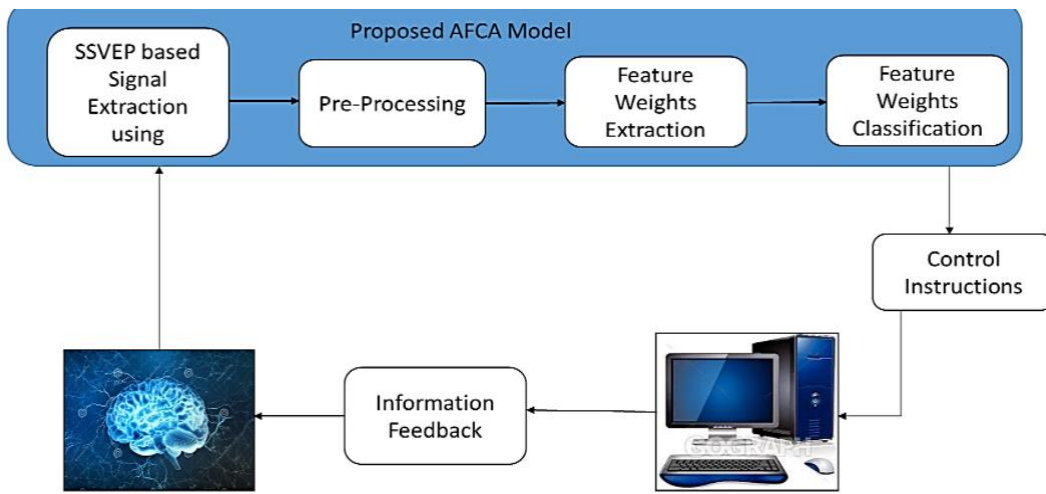 Proposed AFCA Model
SSVEP based
Signal
Extraction
using
Pre-Processing
Feature
Weights
Extraction
Feature
Weights
Classification
Control
Instructions
Information
Feedback
GOGRAPH